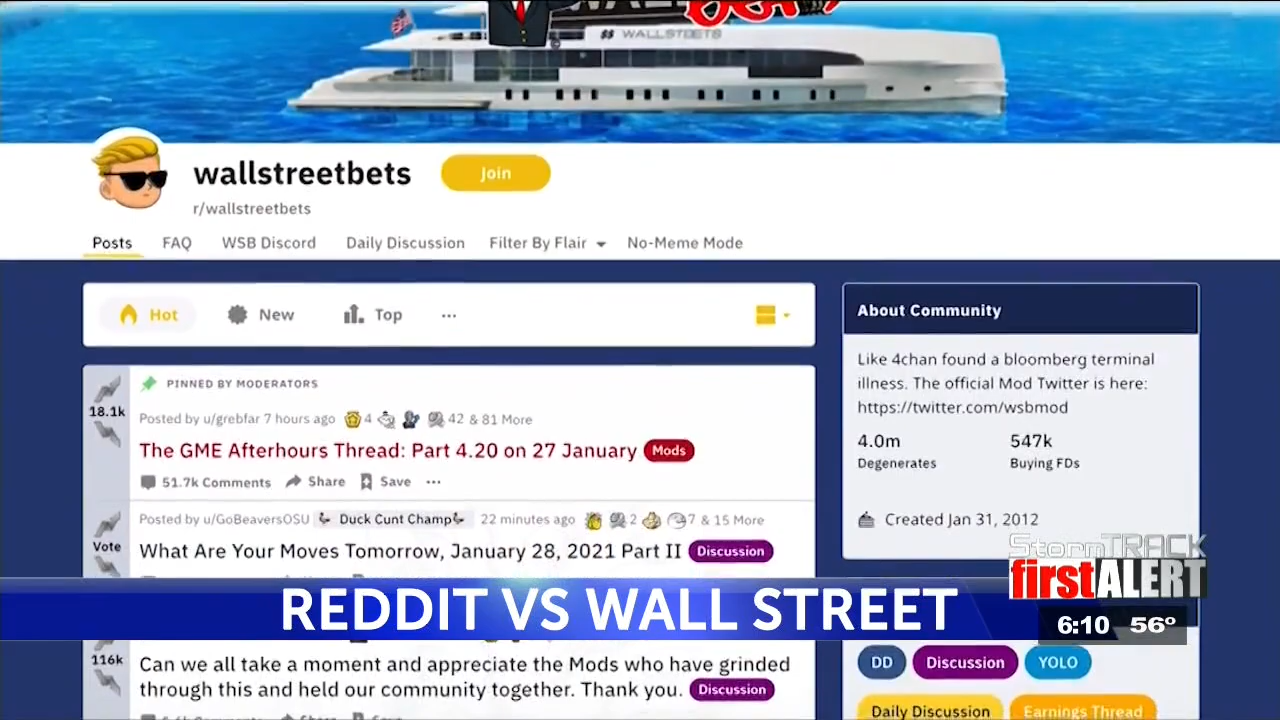 $$ WALLSTBETS
wallstreetbets
Join
r/wallstreetbets
Posts FAQ WSB Discord Daily Discussion Filter By Flair No-Meme Mode
Hot New Top ...
About Community
Like 4chan found a bloomberg terminal
illness. The official Mod Twitter is here:
https://twitter.com/wsbmod
4.0m 547k
Degenerates Buying FDs
Created Jan 31, 2012
PINNED BY MODERATORS
18.1k
Posted by u/grebfar 7 hours ago 4 42 & 81 More
The GME Afterhours Thread: Part 4.20 on 27 January Mods
51.7k Comments Share Save ...
Posted by u/GoBeaversOSU Duck Cunt Champ 22 minutes ago 2 7 & 15 More
Vote
What Are Your Moves Tomorrow, January 28, 2021 Part II Discussion
StormTRACK
firstALERT
REDDIT VS WALL STREET
6:10 56°
116k
Can we all take a moment and appreciate the Mods who have grinded
through this and held our community together. Thank you. Discussion
DD Discussion YOLO
Daily Discussion Earnings Thread